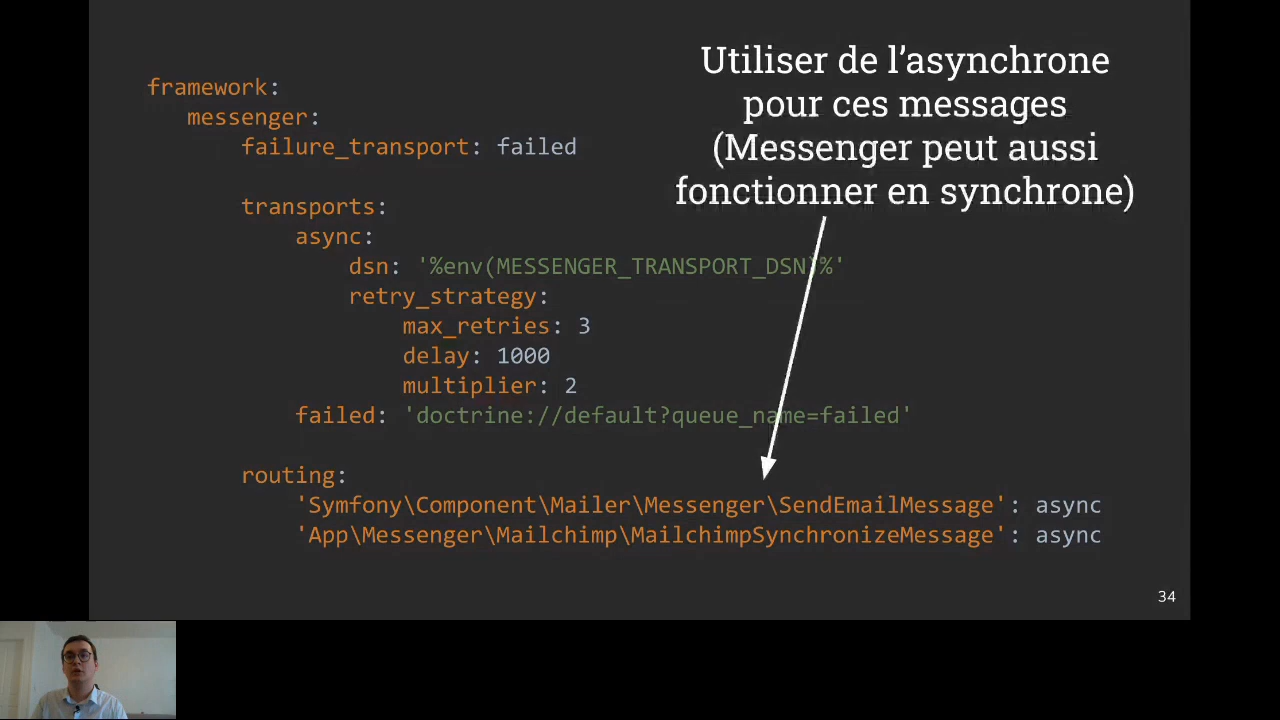 Utiliser de l’asynchrone
pour ces messages
(Messenger peut aussi
fonctionner en synchrone)
framework:
messenger:
failure_transport: failed
transports:
async:
dsn: '%env(MESSENGER_TRANSPORT_DSN)%'
retry_strategy:
max_retries: 3
delay: 1000
multiplier: 2
failed: 'doctrine://default?queue_name=failed'
routing:
'Symfony\Component\Mailer\Messenger\SendEmailMessage': async
'App\Messenger\Mailchimp\MailchimpSynchronizeMessage': async
34